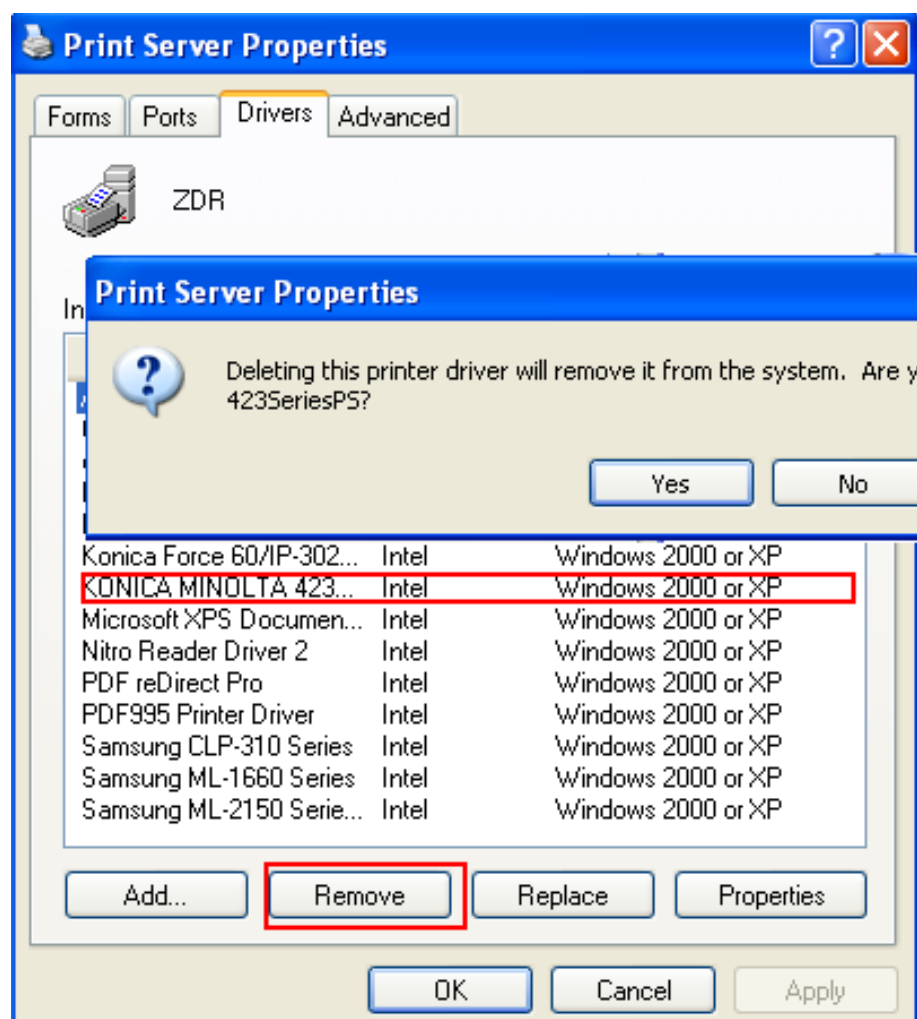 Print Server Properties
Forms Ports Drivers Advanced
ZDR
In
Print Server Properties
Deleting this printer driver will remove it from the system. Are y
423SeriesPS?
Yes No
Konica Force 60/IP-302... Intel Windows 2000 or XP
KONICA MINOLTA 423... Intel Windows 2000 or XP
Microsoft XPS Documen... Intel Windows 2000 or XP
Nitro Reader Driver 2 Intel Windows 2000 or XP
PDF reDirect Pro Intel Windows 2000 or XP
PDF995 Printer Driver Intel Windows 2000 or XP
Samsung CLP-310 Series Intel Windows 2000 or XP
Samsung ML-1660 Series Intel Windows 2000 or XP
Samsung ML-2150 Serie... Intel Windows 2000 or XP
Add... Remove Replace Properties
OK Cancel Apply